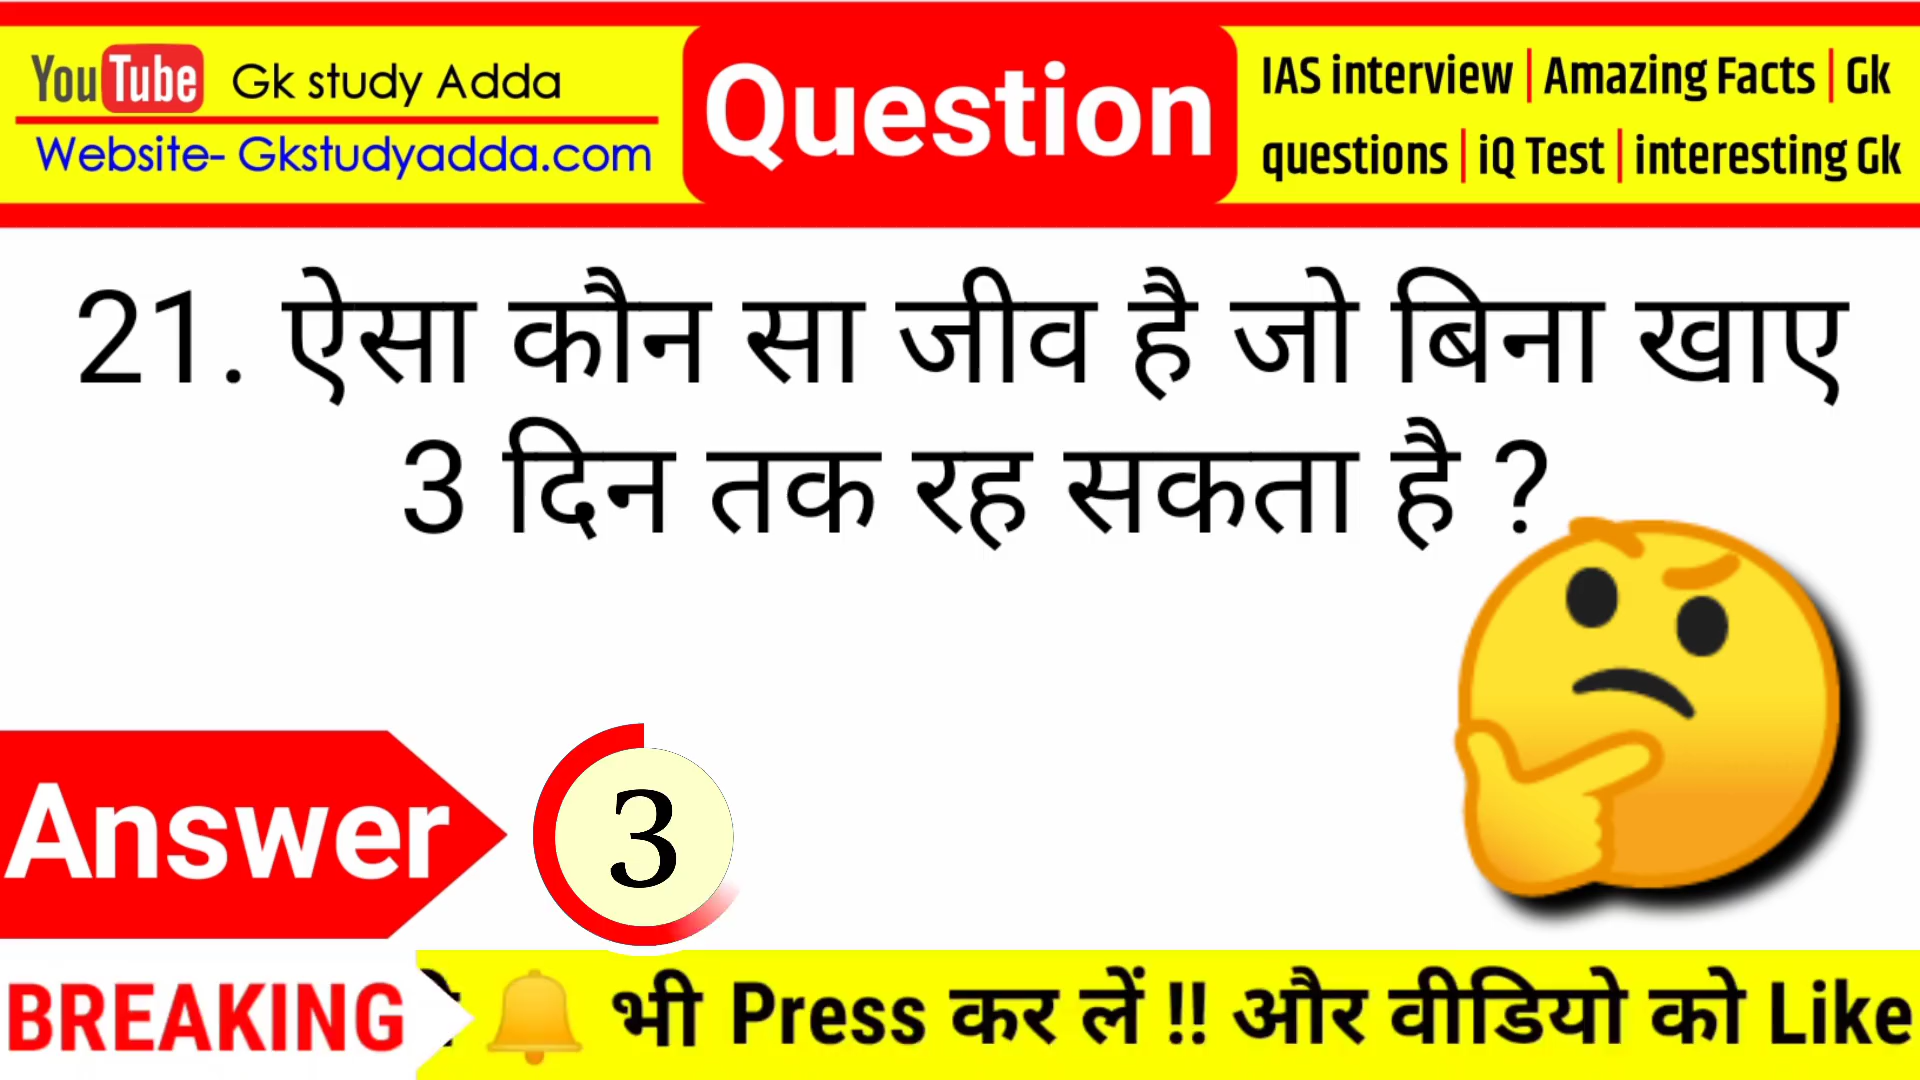 YouTube Gk study Adda
Website- Gkstudyadda.com
Question
IAS interview | Amazing Facts | Gk
questions | iQ Test | interesting Gk
21. ऐसा कौन सा जीव है जो बिना खाए
3 दिन तक रह सकता है ?
Answer
3
BREAKING
भी Press कर लें !! और वीडियो को Like